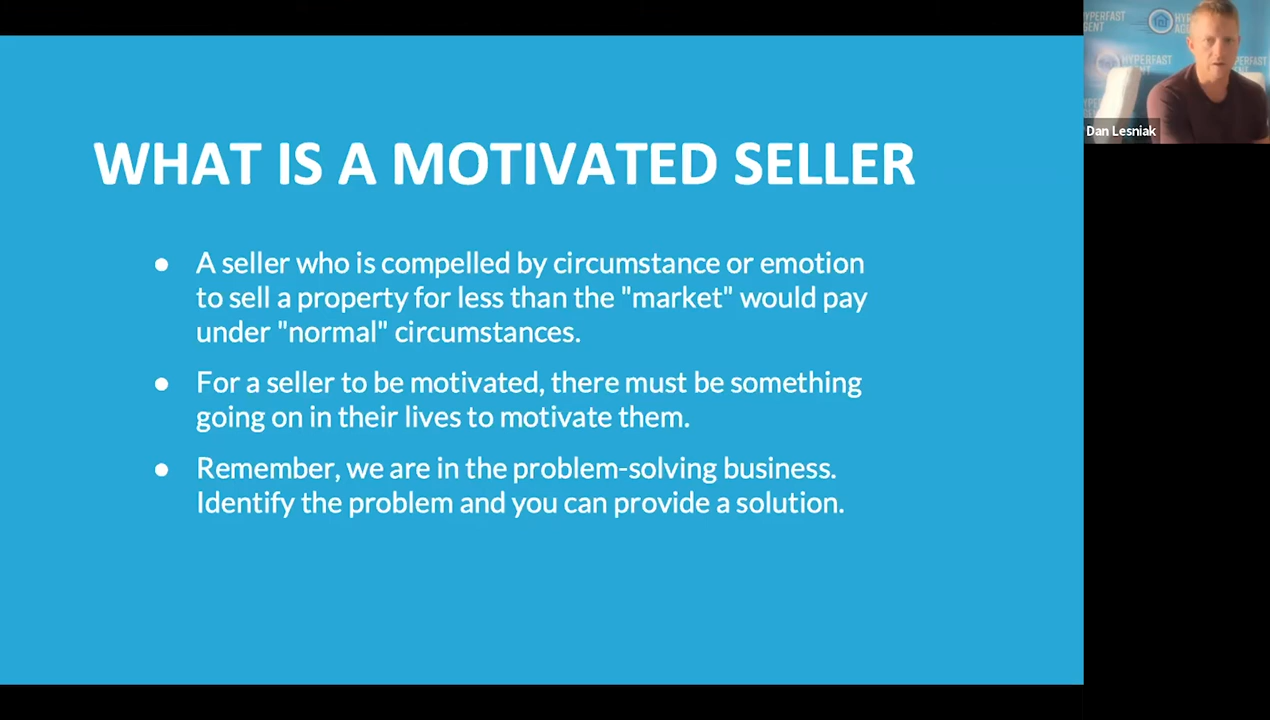 WHAT IS A MOTIVATED SELLER
● A seller who is compelled by circumstance or emotion
to sell a property for less than the "market" would pay
under "normal" circumstances.
● For a seller to be motivated, there must be something
going on in their lives to motivate them.
● Remember, we are in the problem-solving business.
Identify the problem and you can provide a solution.
HYPERFAST
Dan Lesniak